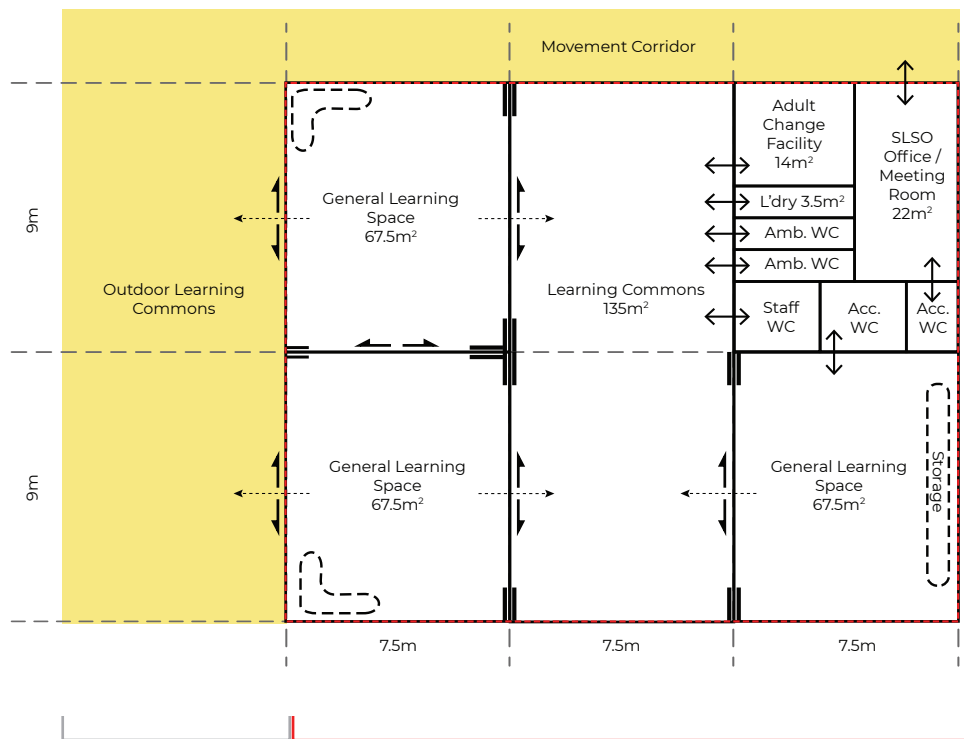 Movement Corridor
Adult
Change
Facility
14m²
SLSO
Office /
Meeting
Room
22m²
General Learning
Space
67.5m²
L'dry 3.5m²
Amb. WC
Amb. WC
9m
Outdoor Learning
Commons
Learning Commons
135m²
Staff
WC
Acc.
WC
Acc.
WC
General Learning
Space
67.5m²
General Learning
Space
67.5m²
Storage
9m
7.5m
7.5m
7.5m